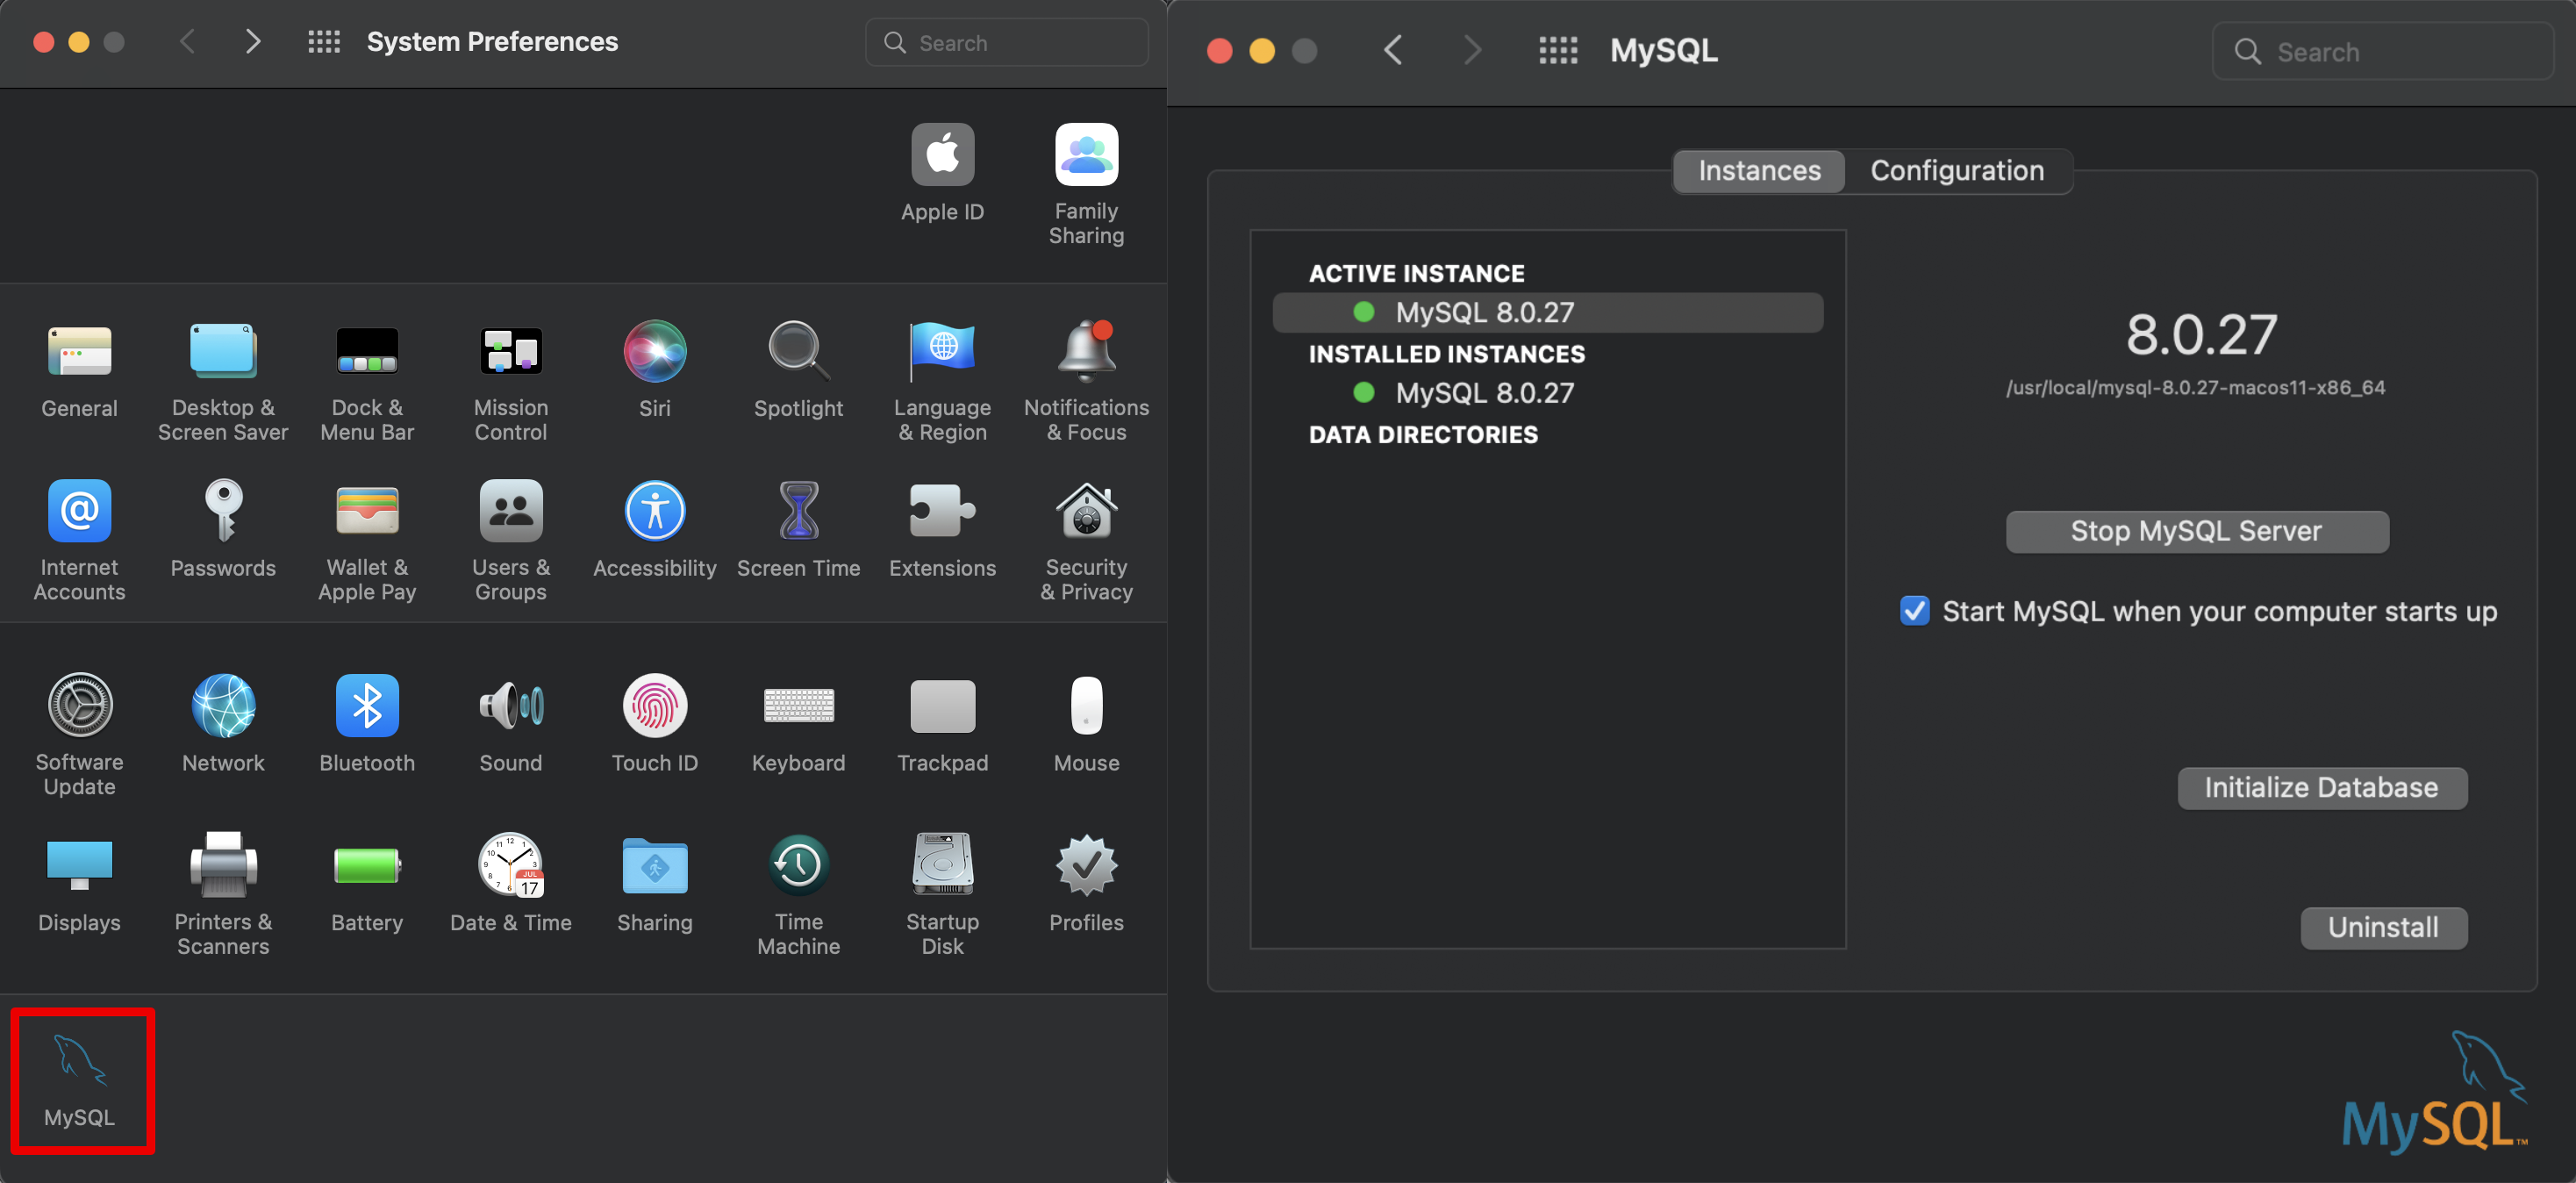 System Preferences
Search
Apple ID
Family
Sharing
General
Desktop &
Screen Saver
Dock &
Menu Bar
Mission
Control
Siri
Spotlight
Language
& Region
Notifications
& Focus
Internet
Accounts
Passwords
Wallet &
Apple Pay
Users &
Groups
Accessibility
Screen Time
Extensions
Security
& Privacy
Software
Update
Network
Bluetooth
Sound
Touch ID
Keyboard
Trackpad
Mouse
Displays
Printers &
Scanners
Battery
JUL
17
Date & Time
Sharing
Time
Machine
Startup
Disk
Profiles
MySQL
MySQL
Search
Instances
Configuration
ACTIVE INSTANCE
MySQL 8.0.27
INSTALLED INSTANCES
MySQL 8.0.27
DATA DIRECTORIES
8.0.27
/usr/local/mysql-8.0.27-macos11-x86_64
Stop MySQL Server
Start MySQL when your computer starts up
Initialize Database
Uninstall
MySQL™